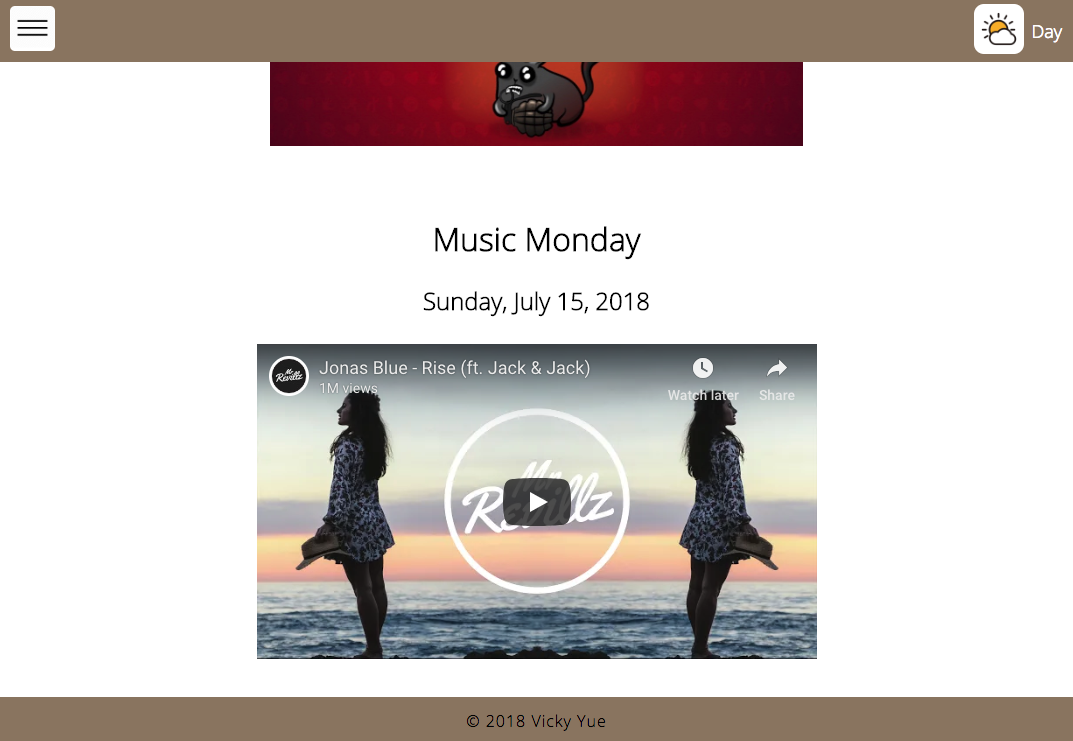 Day
Music Monday
Sunday, July 15, 2018
Mr. Revillz
Jonas Blue - Rise (ft. Jack & Jack)
1M views
Watch later
Share
Mr.
Revillz
© 2018 Vicky Yue